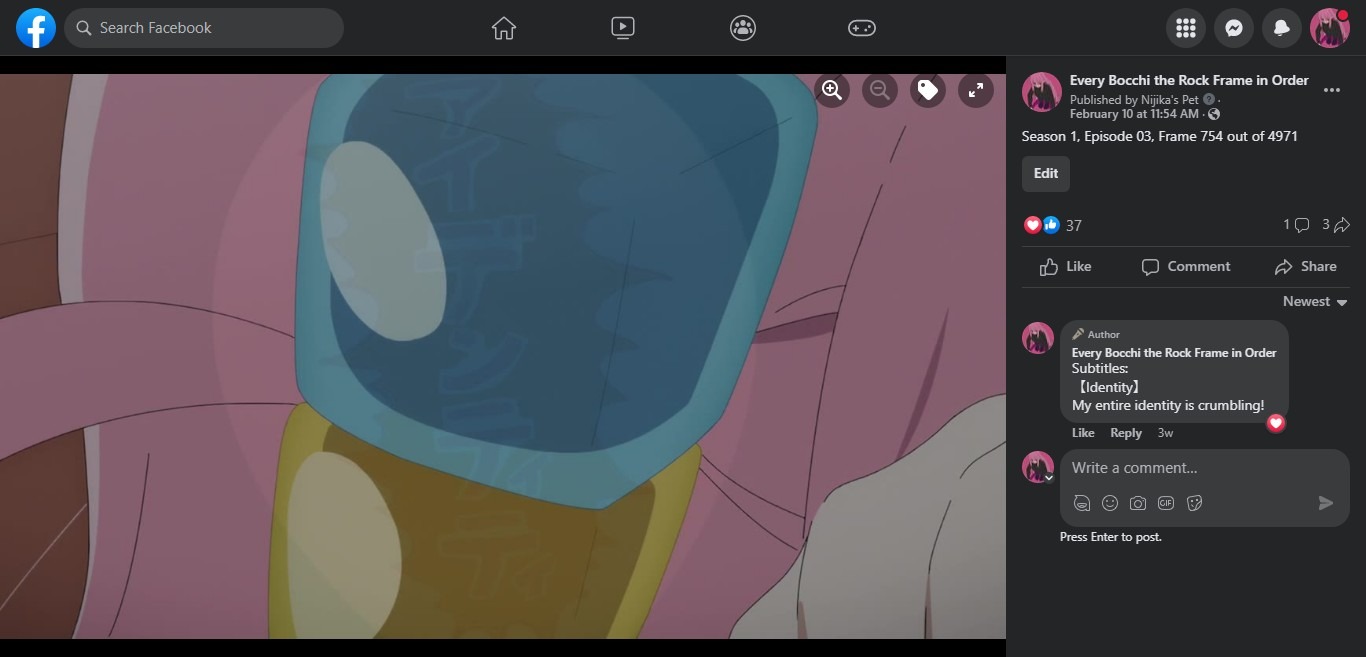 Search Facebook
Every Bocchi the Rock Frame in Order
Published by Nijika's Pet ·
February 10 at 11:54 AM ·
Season 1, Episode 03, Frame 754 out of 4971
Edit
37
1
3
Like
Comment
Share
Newest
Author
Every Bocchi the Rock Frame in Order
Subtitles:
【Identity】
My entire identity is crumbling!
Like Reply 3w
Write a comment...
GIF
Press Enter to post.